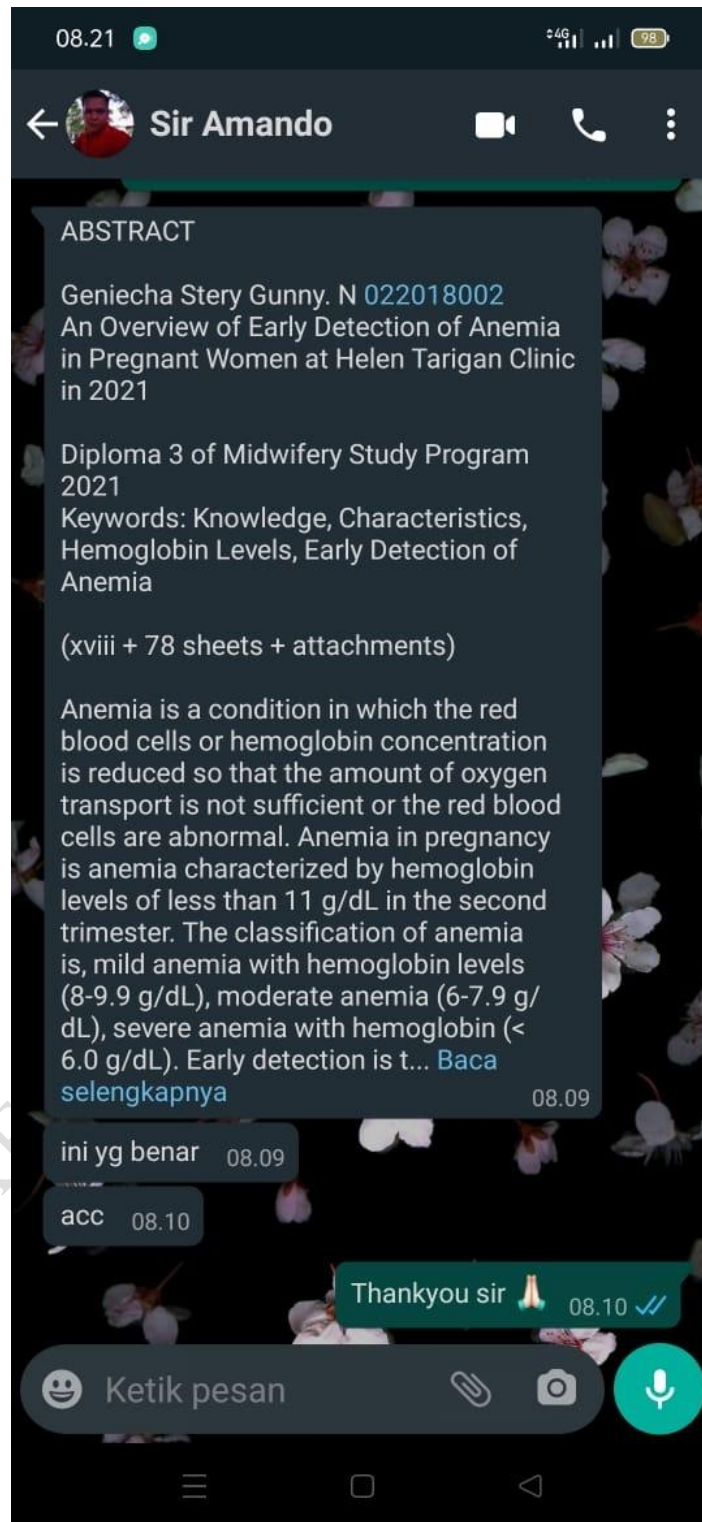 08.21
4G
98
Sir Amando
ABSTRACT
Geniecha Stery Gunny. N 022018002
An Overview of Early Detection of Anemia
in Pregnant Women at Helen Tarigan Clinic
in 2021
Diploma 3 of Midwifery Study Program
2021
Keywords: Knowledge, Characteristics,
Hemoglobin Levels, Early Detection of
Anemia
(xviii + 78 sheets + attachments)
Anemia is a condition in which the red
blood cells or hemoglobin concentration
is reduced so that the amount of oxygen
transport is not sufficient or the red blood
cells are abnormal. Anemia in pregnancy
is anemia characterized by hemoglobin
levels of less than 11 g/dL in the second
trimester. The classification of anemia
is, mild anemia with hemoglobin levels
(8-9.9 g/dL), moderate anemia (6-7.9 g/
dL), severe anemia with hemoglobin (<
6.0 g/dL). Early detection is t... Baca
selengkapnya
08.09
ini yg benar 08.09
acc 08.10
Thankyou sir 🙏🏻 08.10
Ketik pesan